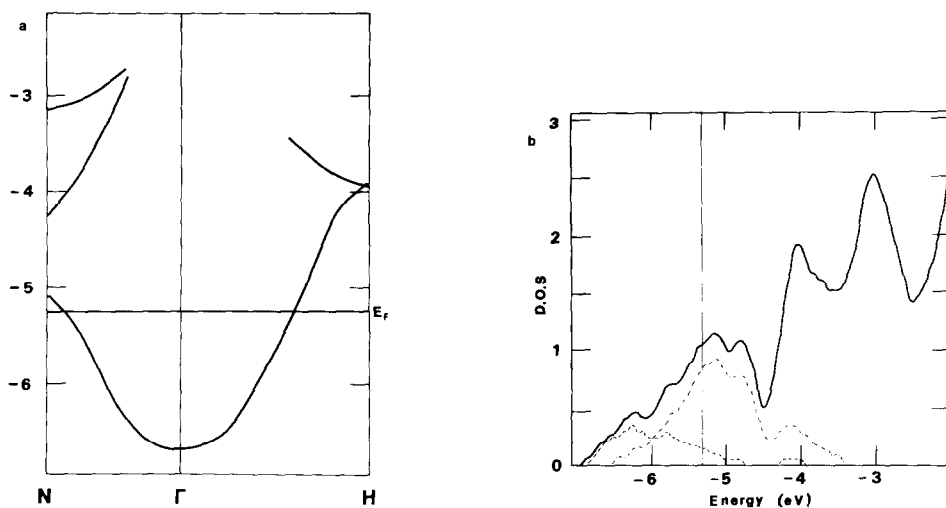 a
-3
-4
-5
-6
E_F
N Γ H
b
3
2
1
0
D.O.S
-6 -5 -4 -3
Energy (eV)